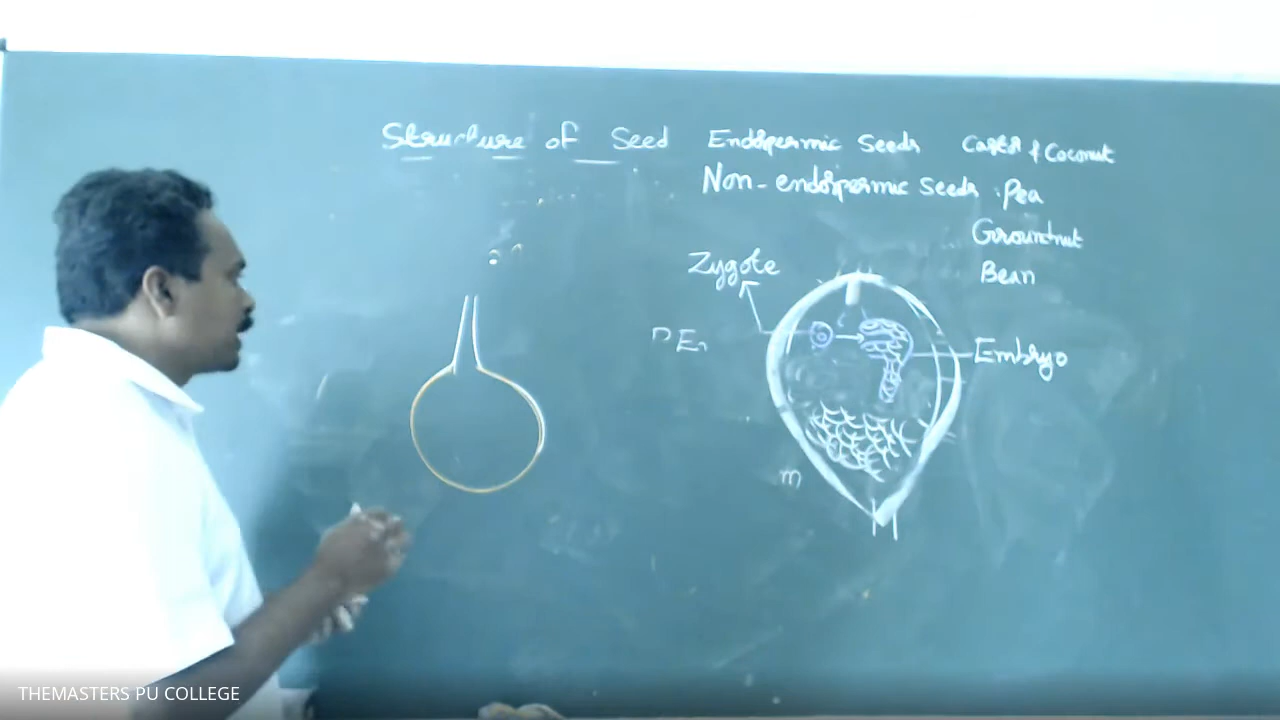 Structure of Seed Endospermic Seeds Castor & Coconut
Non-endospermic Seeds : Pea
Groundnut
Bean
Zygote
Embryo
m
THEMASTERS PU COLLEGE